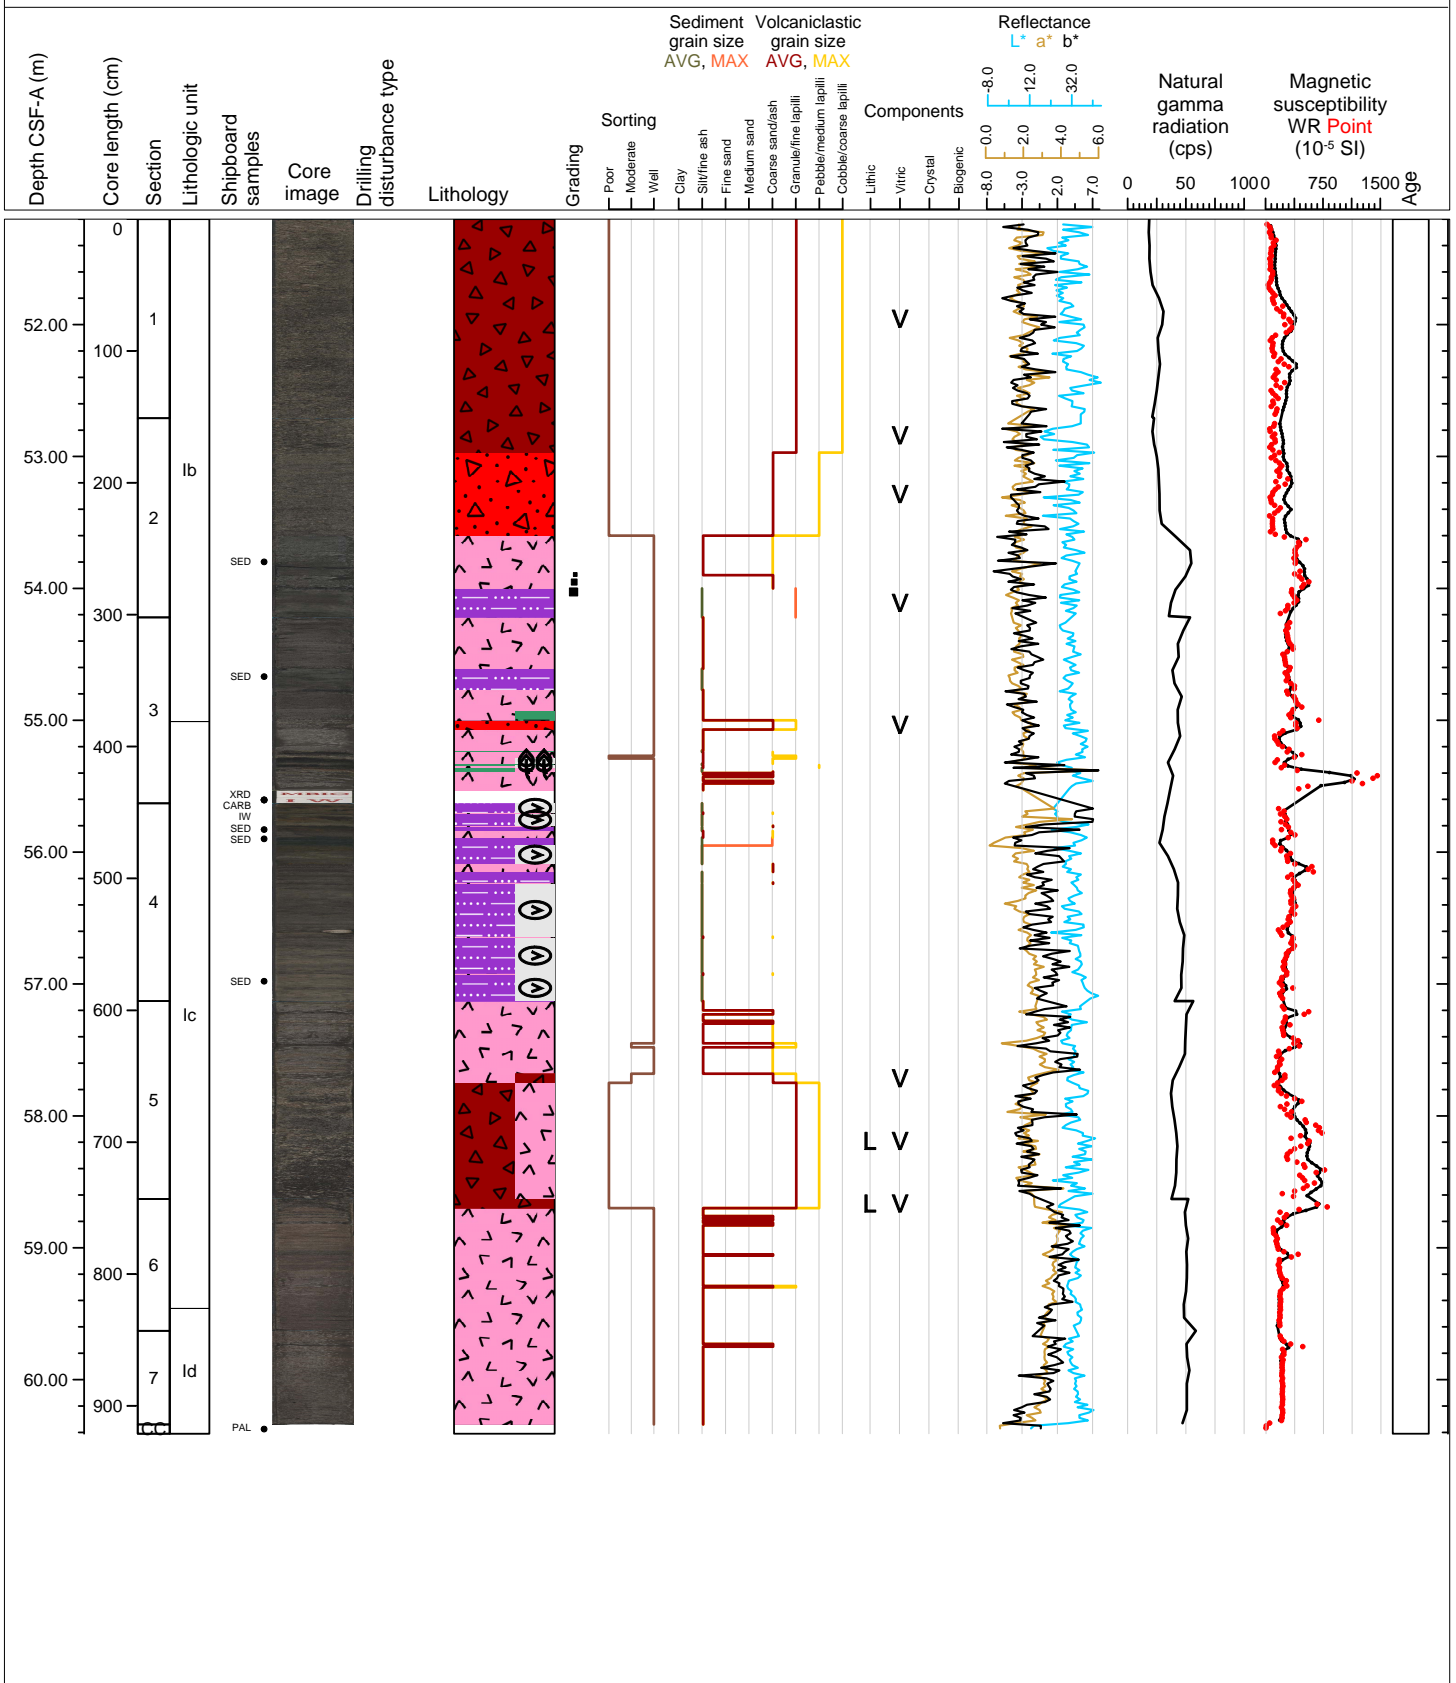 Sediment Volcaniclastic
grain size grain size
AVG, MAX AVG, MAX
Reflectance
L* a* b*
-8.0 12.0 32.0
0.0 2.0 4.0 6.0
-8.0 -3.0 2.0 7.0
Depth CSF-A (m)
Core length (cm)
Section
Lithologic unit
Shipboard
samples
Core
image
Drilling
disturbance type
Lithology
Grading
Sorting
Poor
Moderate
Well
Clay
Silt/fine ash
Fine sand
Medium sand
Coarse sand/ash
Granule/fine lapilli
Pebble/medium lapilli
Cobble/coarse lapilli
Components
Lithic
Vitric
Crystal
Biogenic
Natural
gamma
radiation
(cps)
0 50 100
Magnetic
susceptibility
WR Point
(10-5 SI)
0 750 1500
Age
0
1
52.00
V
100
V
53.00
Ib
200
V
2
SED
54.00
V
300
SED
3
55.00
V
400
XRD
CARB
IW
SED
SED
56.00
500
4
SED
57.00
Ic
600
V
5
58.00
700
L V
L V
59.00
6
800
7
Id
60.00
900
CC
PAL